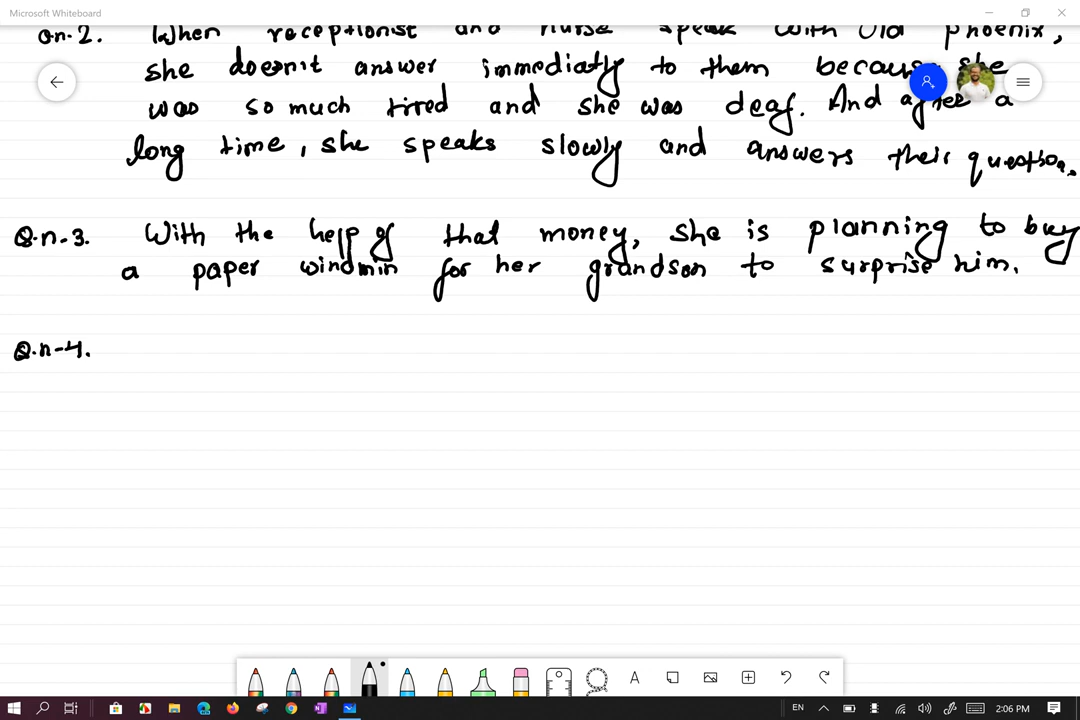 Microsoft Whiteboard
Qn. 2. When receptionist and nurse speak with Old Phoenix,
she doesn't answer immediatly to them because she
was so much tired and she was deaf. And after a
long time, she speaks slowly and answers their question.
Q.n-3. With the help of that money, she is planning to buy
a paper windmin for her grandson to surprise him.
Q.n-4.
A
EN 2:06 PM